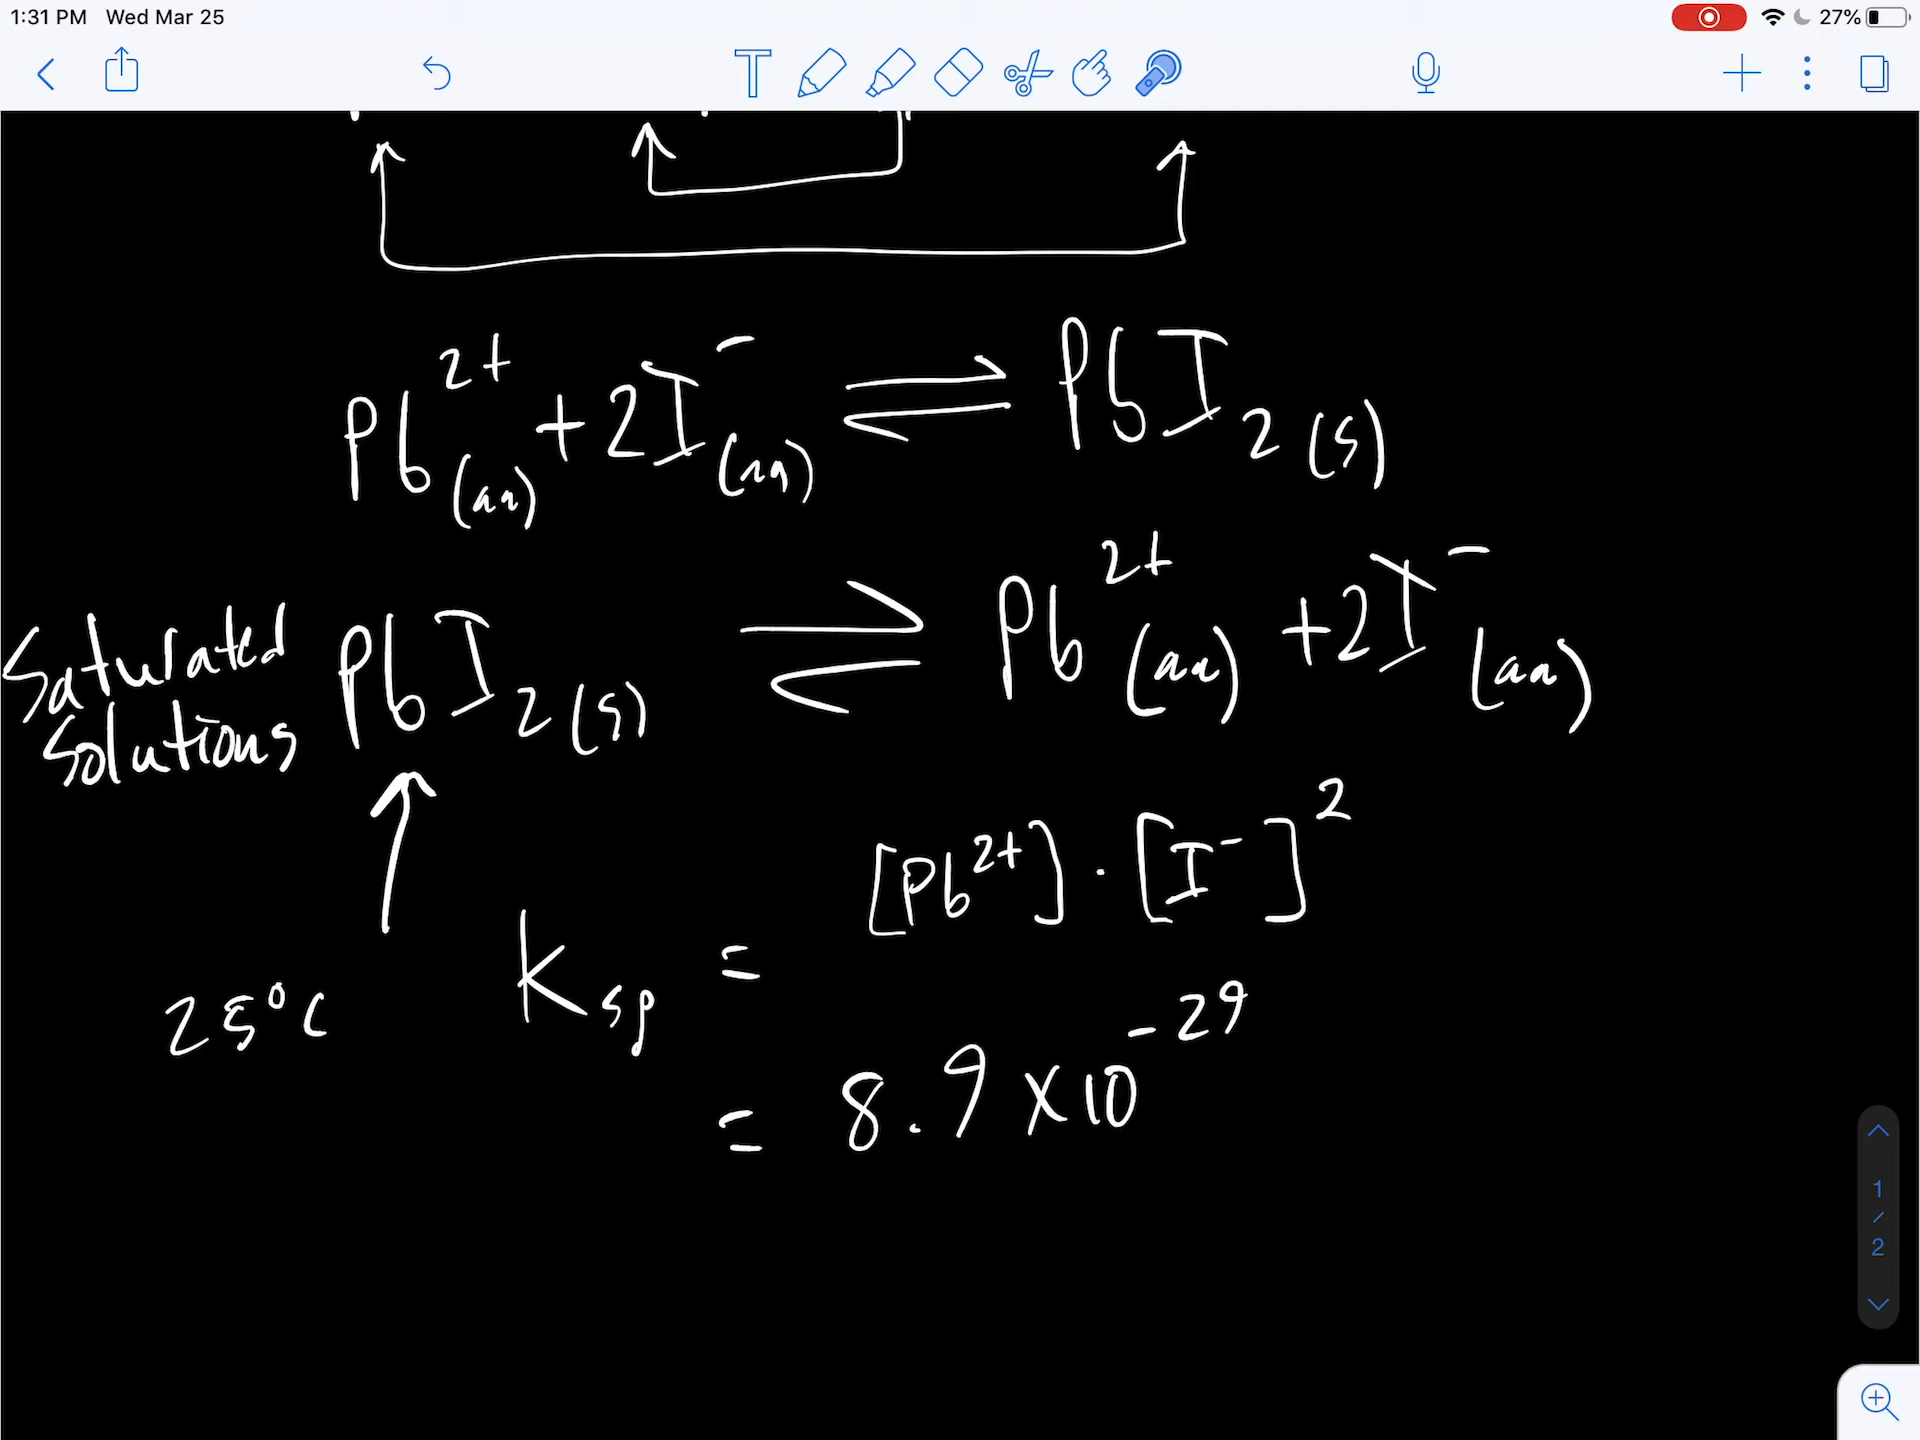 1:31 PM Wed Mar 25
27%
Pb²⁺(aq) + 2I⁻(aq) ⇌ PbI₂(s)
Saturated Solutions PbI₂(s) ⇌ Pb²⁺(aq) + 2I⁻(aq)
[Pb²⁺] · [I⁻]²
25°C Ksp =
= 8.9 x 10⁻²⁹
1
/
2